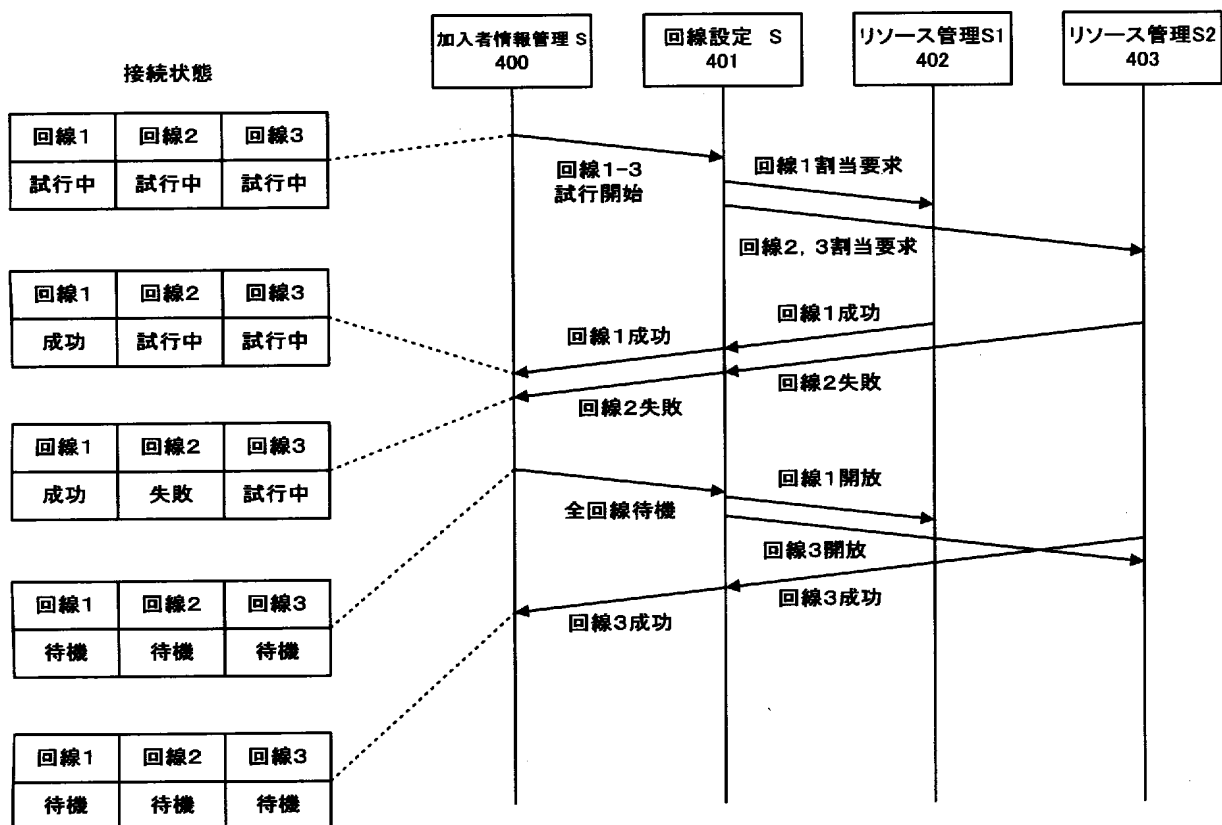 加入者情報管理 S
400
回線設定 S
401
リソース管理S1
402
リソース管理S2
403
接続状態
回線1 回線2 回線3
試行中 試行中 試行中
回線1-3
試行開始
回線1割当要求
回線2, 3割当要求
回線1 回線2 回線3
成功 試行中 試行中
回線1成功
回線1成功
回線2失敗
回線2失敗
回線1 回線2 回線3
成功 失敗 試行中
全回線待機
回線1開放
回線3開放
回線3成功
回線3成功
回線1 回線2 回線3
待機 待機 待機
回線1 回線2 回線3
待機 待機 待機